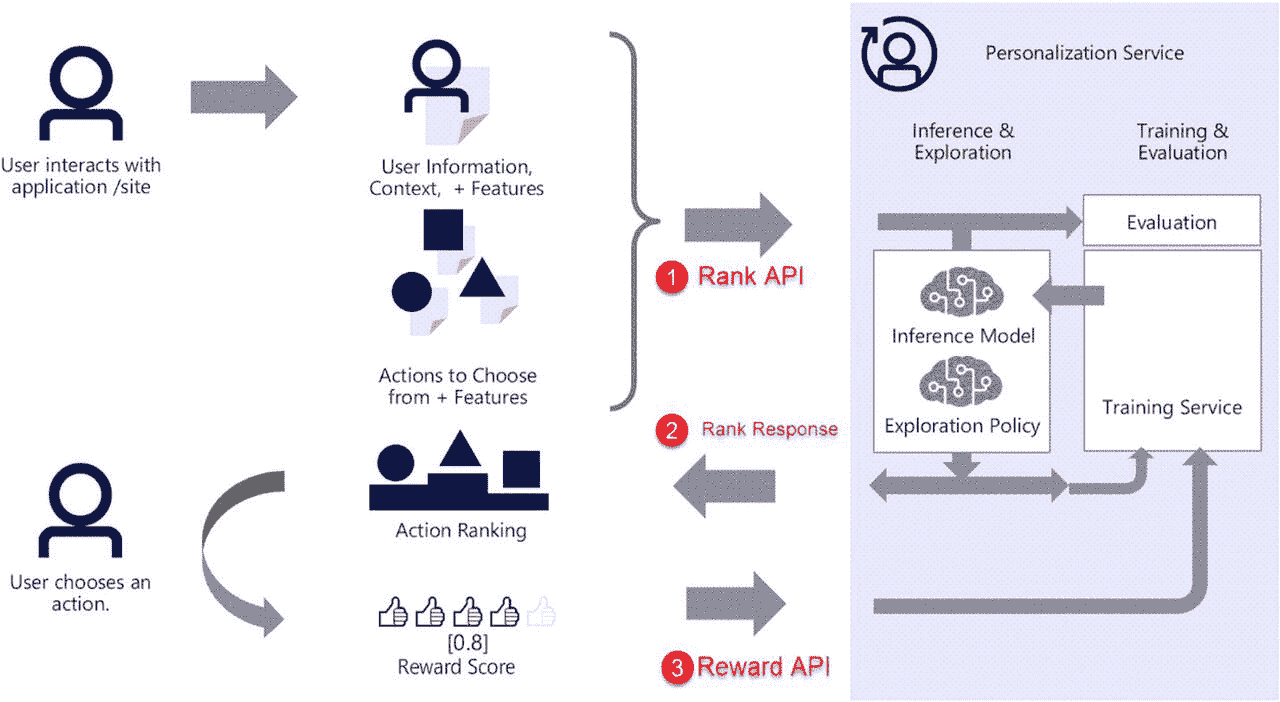 User interacts with
application /site
User Information,
Context, + Features
Actions to Choose
from + Features
1 Rank API
2 Rank Response
Action Ranking
User chooses an
action.
[0.8]
Reward Score
3 Reward API
Personalization Service
Inference &
Exploration
Training &
Evaluation
Evaluation
Inference Model
Exploration Policy
Training Service